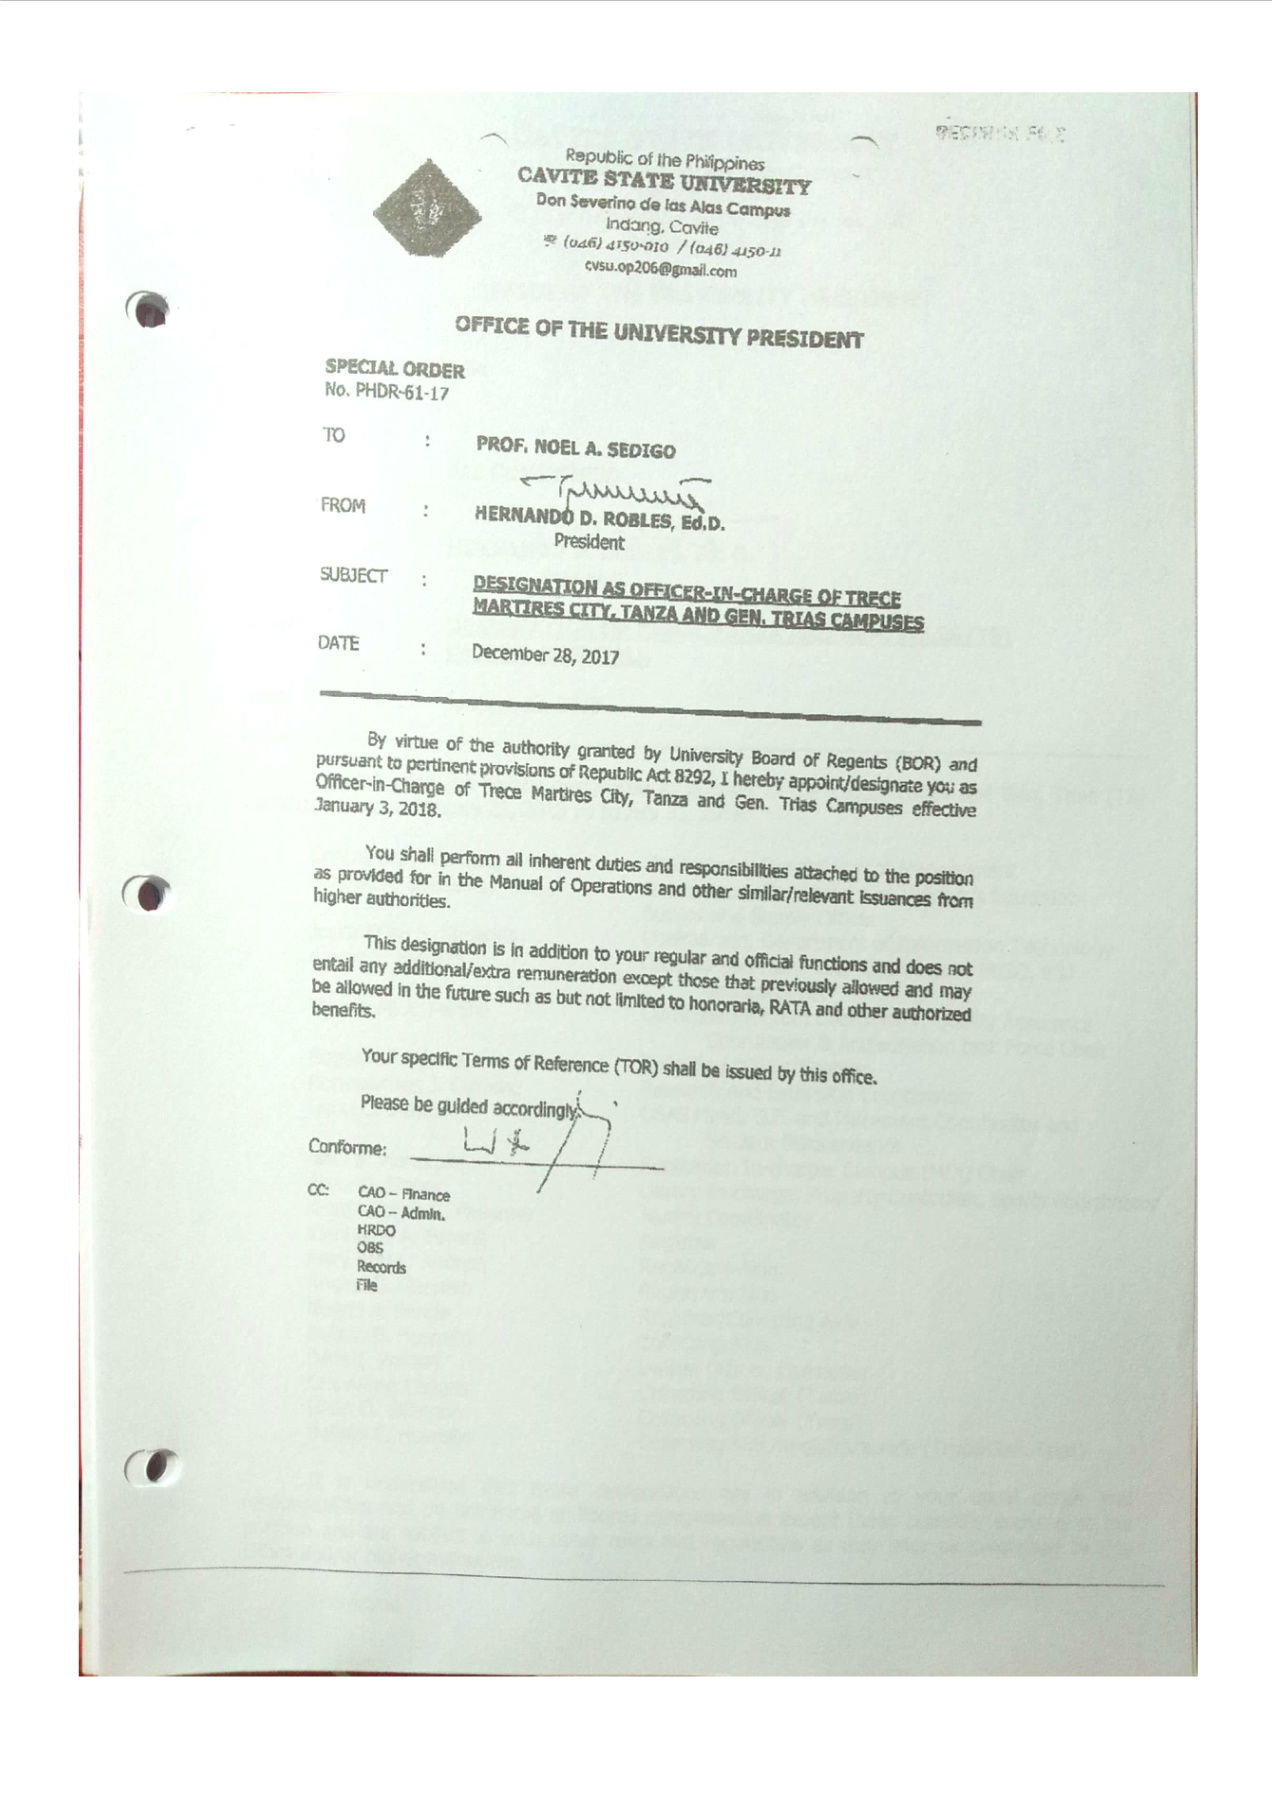 Republic of the Philippines
CAVITE STATE UNIVERSITY
Don Severino de las Alas Campus
Indang, Cavite
(046) 4150-010 / (046) 4150-11
cvsu.op206@gmail.com
OFFICE OF THE UNIVERSITY PRESIDENT
SPECIAL ORDER
No. PHDR-61-17
TO : PROF. NOEL A. SEDIGO
FROM : HERNANDO D. ROBLES, Ed.D.
President
SUBJECT : DESIGNATION AS OFFICER-IN-CHARGE OF TRECE
MARTIRES CITY, TANZA AND GEN. TRIAS CAMPUSES
DATE : December 28, 2017
By virtue of the authority granted by University Board of Regents (BOR) and
pursuant to pertinent provisions of Republic Act 8292, I hereby appoint/designate you as
Officer-in-Charge of Trece Martires City, Tanza and Gen. Trias Campuses effective
January 3, 2018.
You shall perform all inherent duties and responsibilities attached to the position
as provided for in the Manual of Operations and other similar/relevant issuances from
higher authorities.
This designation is in addition to your regular and official functions and does not
entail any additional/extra remuneration except those that previously allowed and may
be allowed in the future such as but not limited to honoraria, RATA and other authorized
benefits.
Your specific Terms of Reference (TOR) shall be issued by this office.
Please be guided accordingly.
Conforme:
CC: CAO – Finance
CAO – Admin.
HRDO
OBS
Records
File